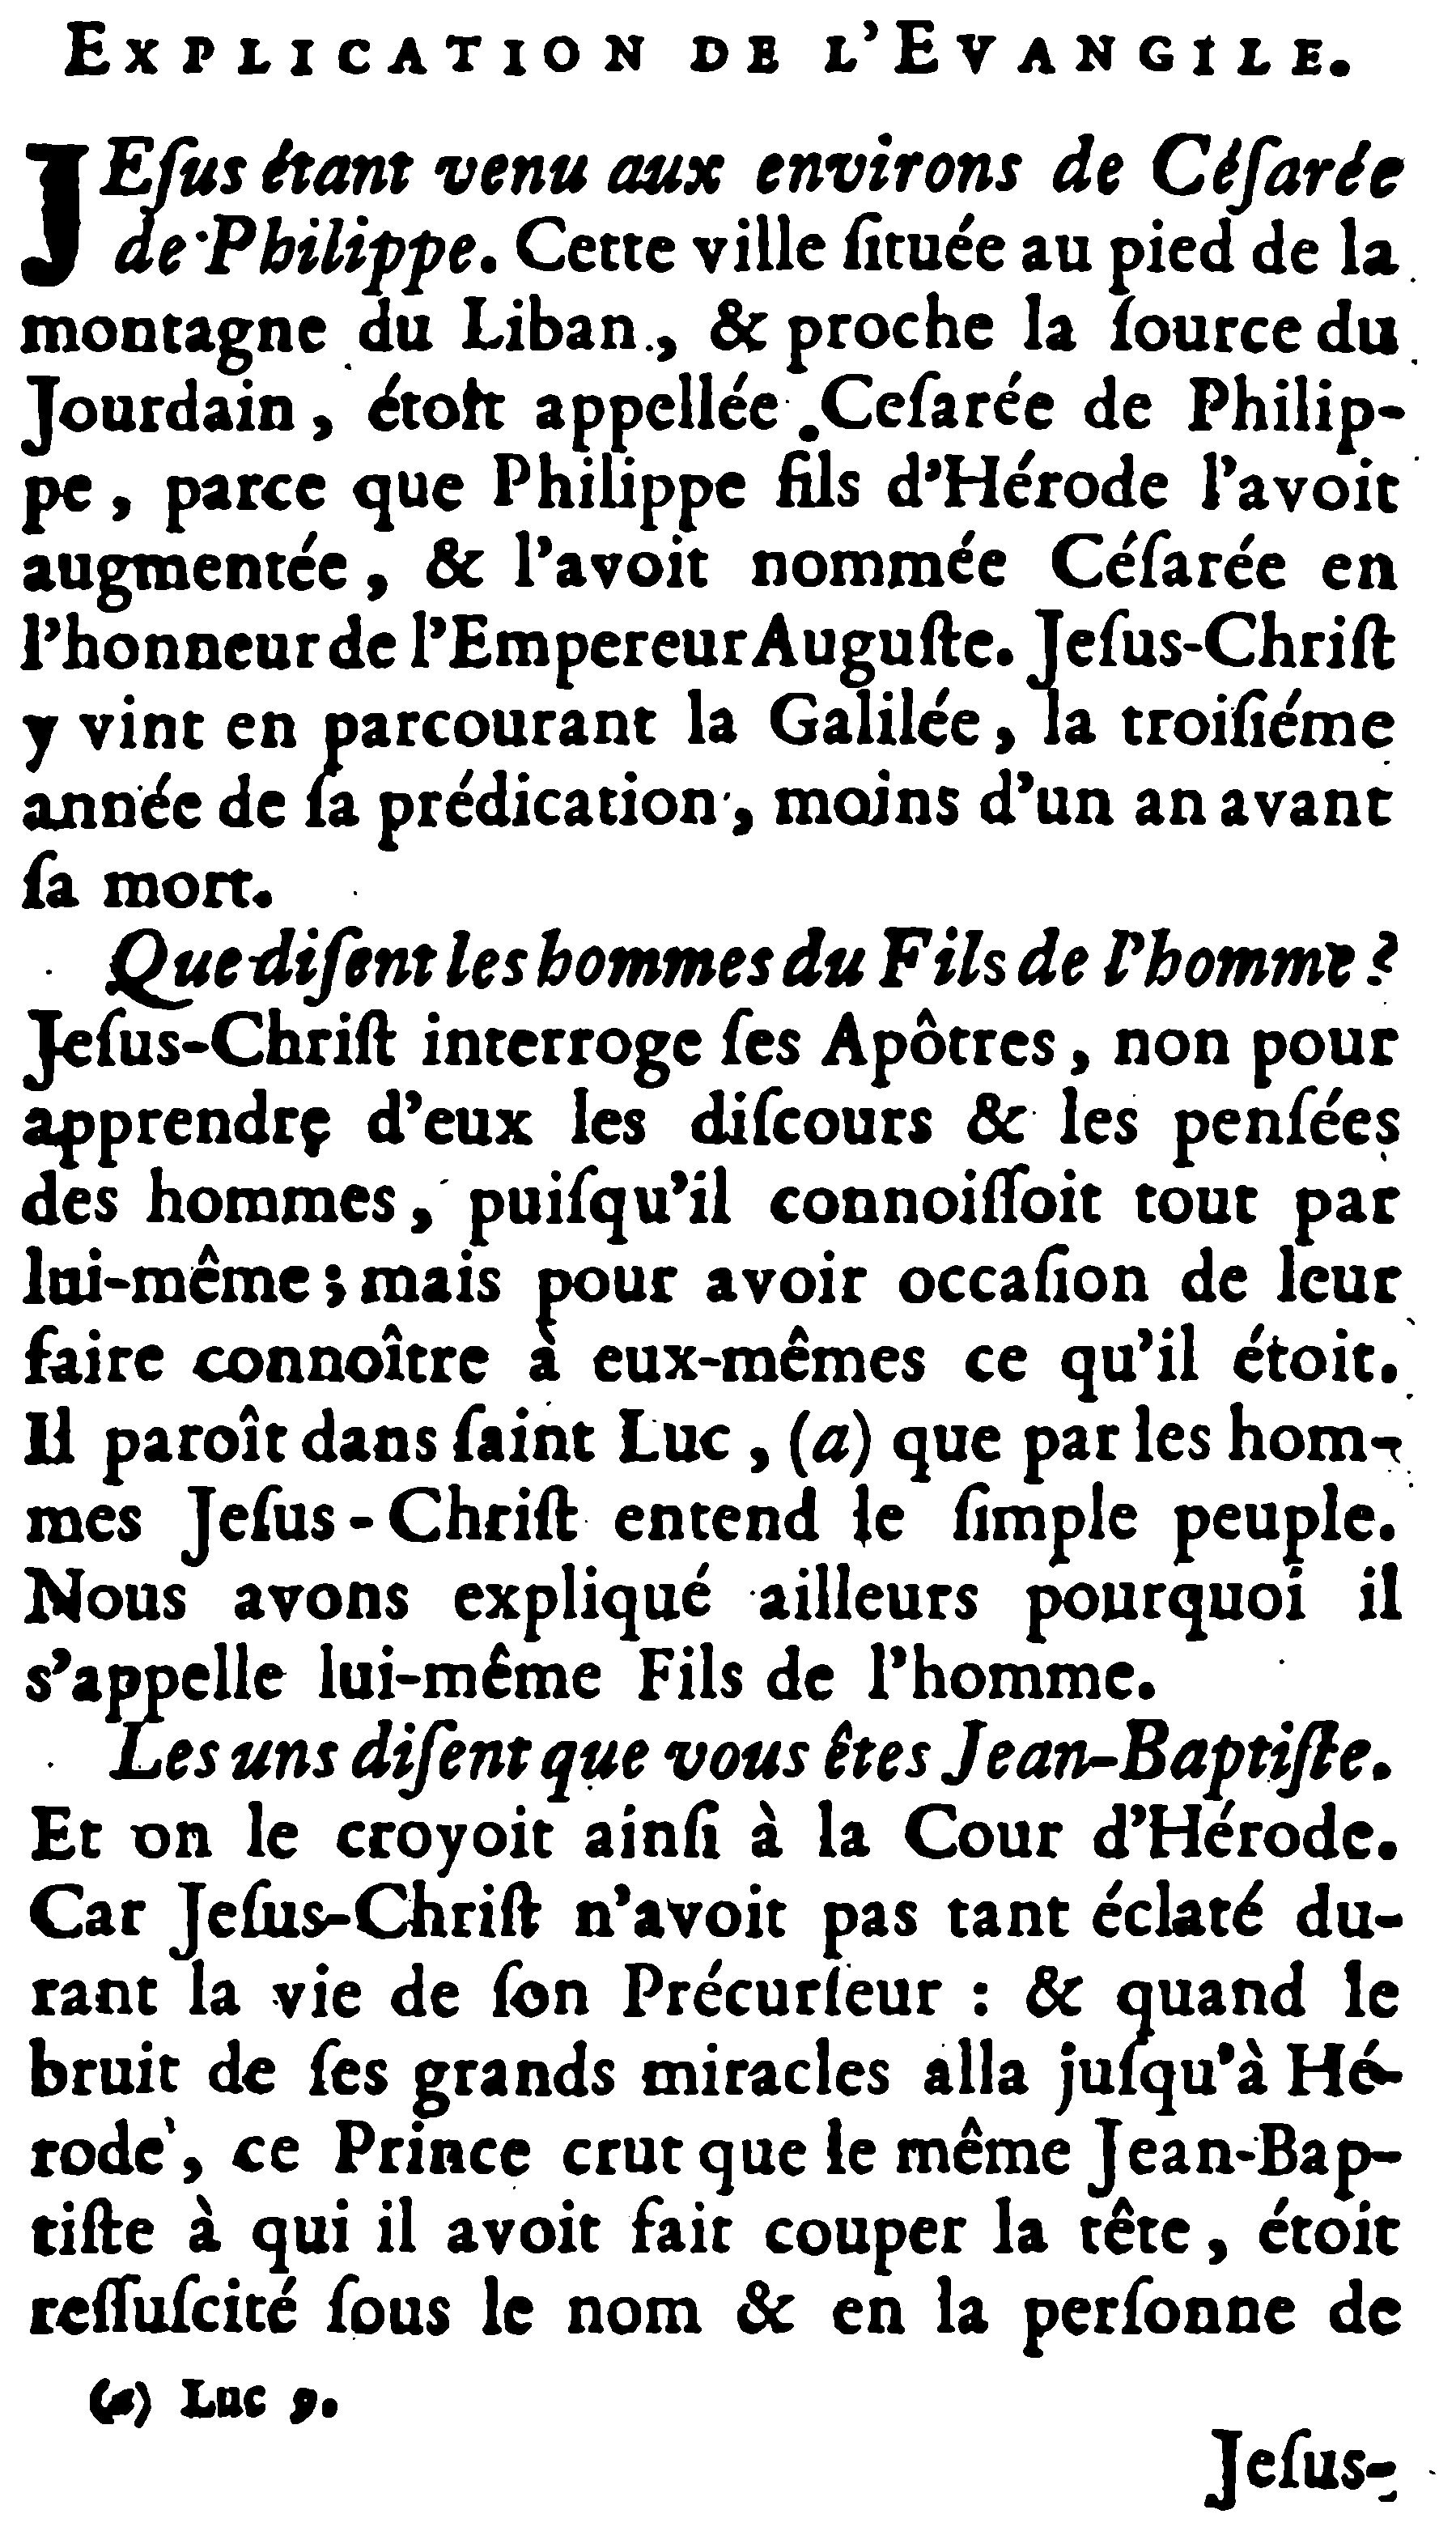 EXPLICATION DE L'EVANGILE.
JEſus étant venu aux environs de Céſarée
de Philippe. Cette ville ſituée au pied de la
montagne du Liban, & proche la ſource du
Jourdain, étoit appellée Ceſarée de Philip-
pe, parce que Philippe fils d'Hérode l'avoit
augmentée, & l'avoit nommée Céſarée en
l'honneur de l'Empereur Auguſte. Jeſus-Chriſt
y vint en parcourant la Galilée, la troiſiéme
année de ſa prédication, moins d'un an avant
ſa mort.
Que diſent les hommes du Fils de l'homme?
Jeſus-Chriſt interroge ſes Apôtres, non pour
apprendre d'eux les diſcours & les penſées
des hommes, puiſqu'il connoiſſoit tout par
lui-même; mais pour avoir occaſion de leur
faire connoître à eux-mêmes ce qu'il étoit.
Il paroît dans ſaint Luc, (a) que par les hom-
mes Jeſus-Chriſt entend le ſimple peuple.
Nous avons expliqué ailleurs pourquoi il
s'appelle lui-même Fils de l'homme.
Les uns diſent que vous êtes Jean-Baptiſte.
Et on le croyoit ainſi à la Cour d'Hérode.
Car Jeſus-Chriſt n'avoit pas tant éclaté du-
rant la vie de ſon Précurſeur : & quand le
bruit de ſes grands miracles alla juſqu'à Hé-
rode, ce Prince crut que le même Jean-Bap-
tiſte à qui il avoit fait couper la tête, étoit
reſſuſcité ſous le nom & en la perſonne de
(a) Luc 9.
Jeſus-